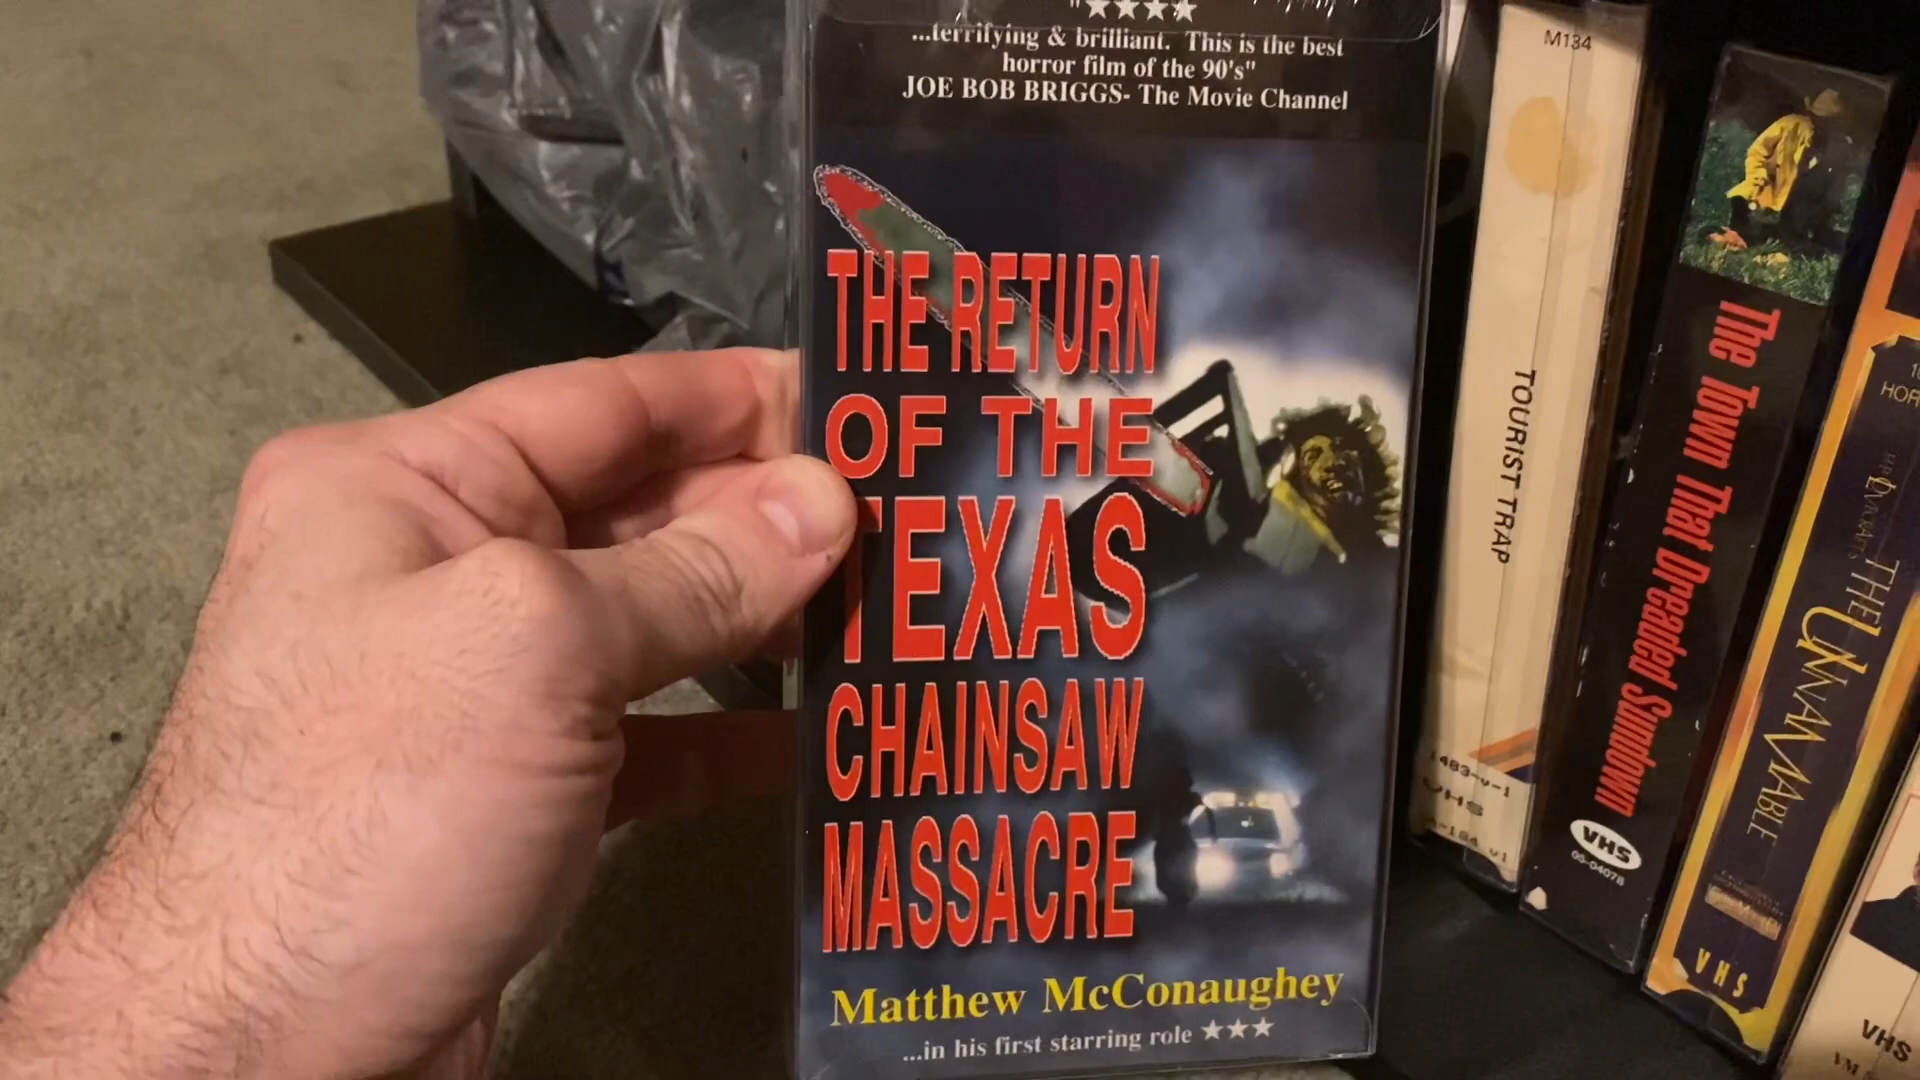 "★★★★
...terrifying & brilliant. This is the best
horror film of the 90's"
JOE BOB BRIGGS- The Movie Channel
THE RETURN
OF THE
TEXAS
CHAINSAW
MASSACRE
Matthew McConaughey
...in his first starring role ★★★
M134
TOURIST TRAP
VHS
The Town That Dreaded Sundown
VHS
05-04078
THE
UNNAMABLE
VHS
VHS